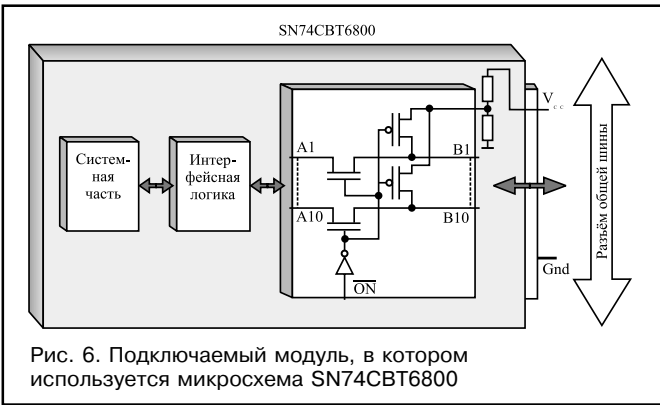 SN74CBT6800
Систем-
ная
часть
Интер-
фейсная
логика
A1
A10
B1
B10
ON
Vcc
Gnd
Разъём общей шины
Рис. 6. Подключаемый модуль, в котором
используется микросхема SN74CBT6800